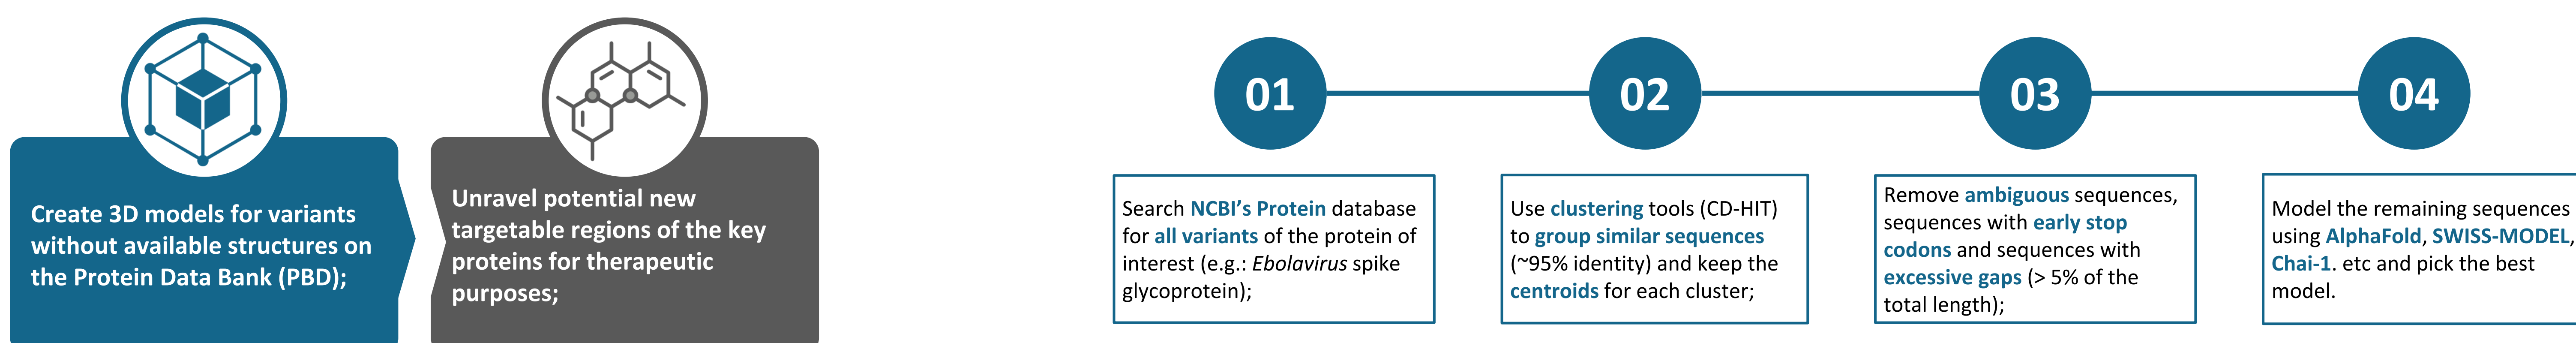 Create 3D models for variants
without available structures on
the Protein Data Bank (PBD);
Unravel potential new
targetable regions of the key
proteins for therapeutic
purposes;
01
Search NCBI’s Protein database
for all variants of the protein of
interest (e.g.: Ebolavirus spike
glycoprotein);
02
Use clustering tools (CD-HIT)
to group similar sequences
(~95% identity) and keep the
centroids for each cluster;
03
Remove ambiguous sequences,
sequences with early stop
codons and sequences with
excessive gaps (> 5% of the
total length);
04
Model the remaining sequences
using AlphaFold, SWISS-MODEL,
Chai-1. etc and pick the best
model.